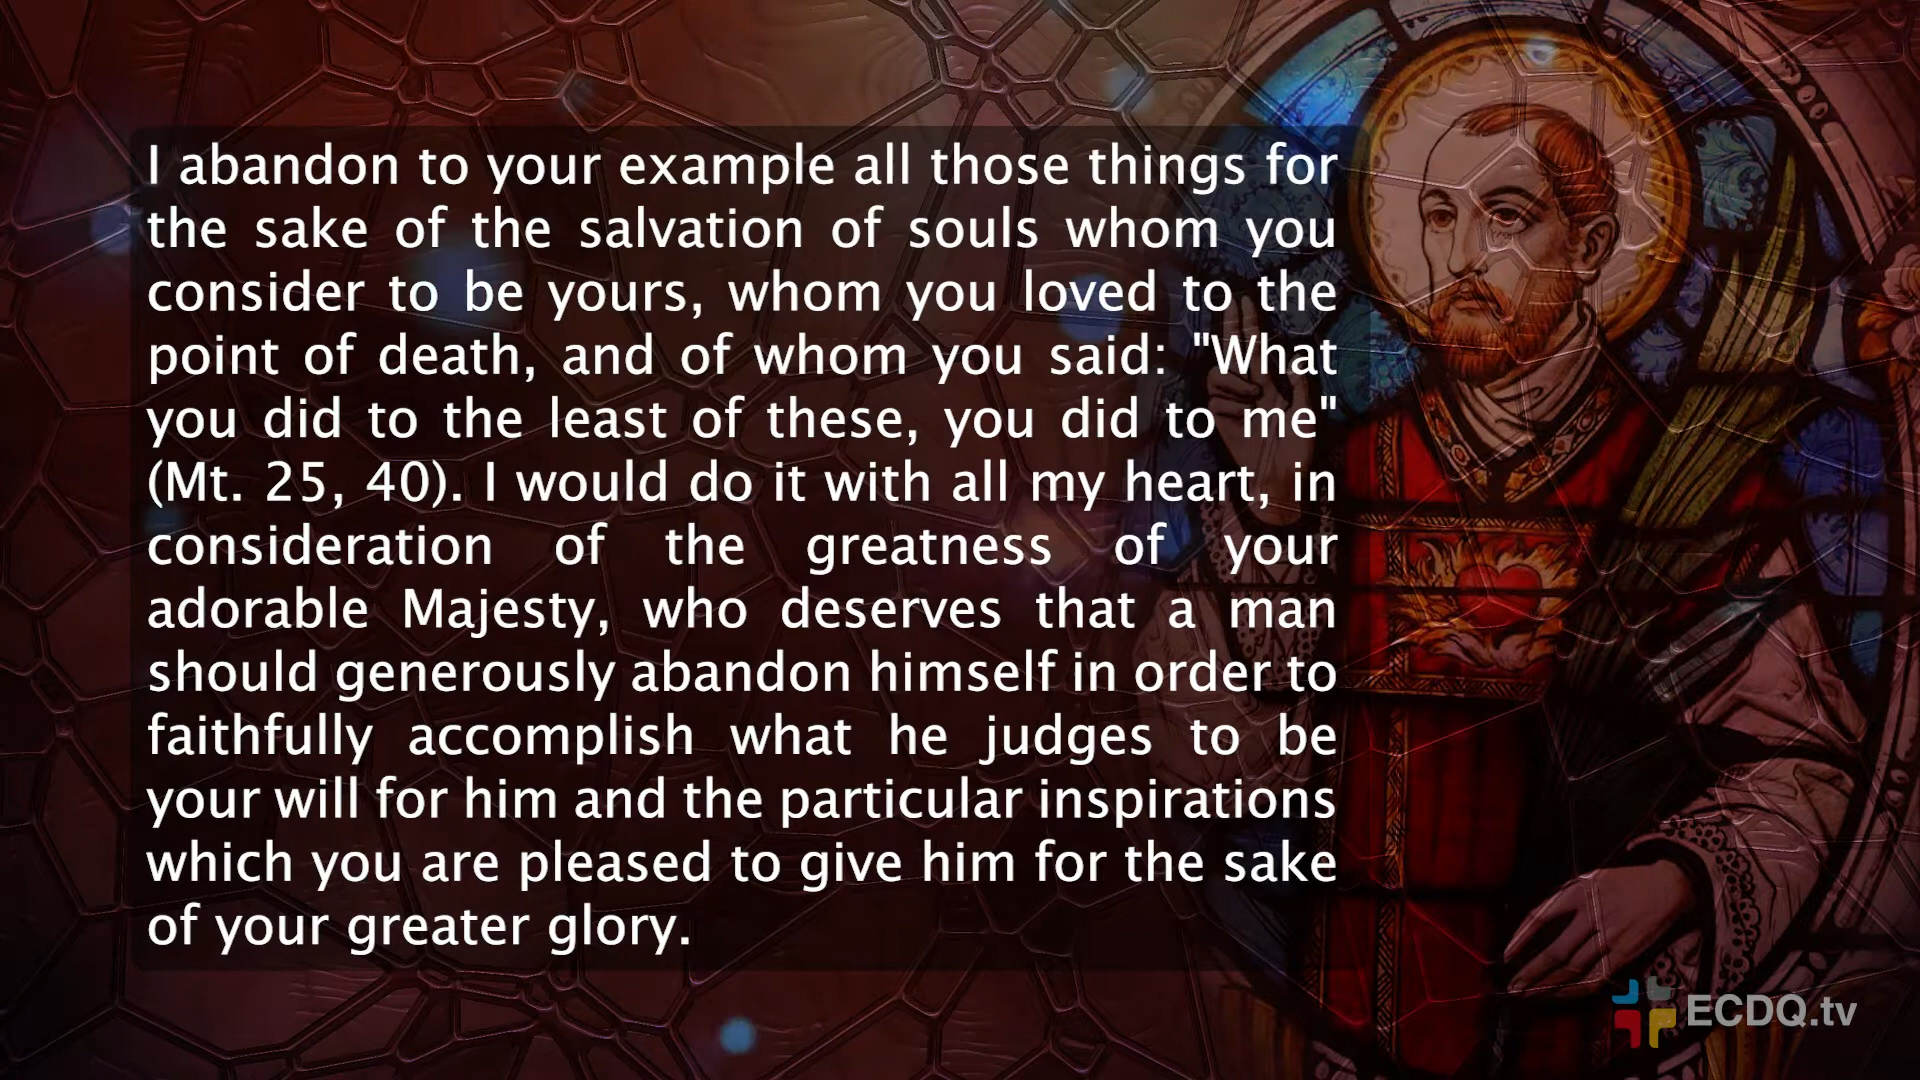 I abandon to your example all those things for
the sake of the salvation of souls whom you
consider to be yours, whom you loved to the
point of death, and of whom you said: "What
you did to the least of these, you did to me"
(Mt. 25, 40). I would do it with all my heart, in
consideration of the greatness of your
adorable Majesty, who deserves that a man
should generously abandon himself in order to
faithfully accomplish what he judges to be
your will for him and the particular inspirations
which you are pleased to give him for the sake
of your greater glory.
ECDQ.tv